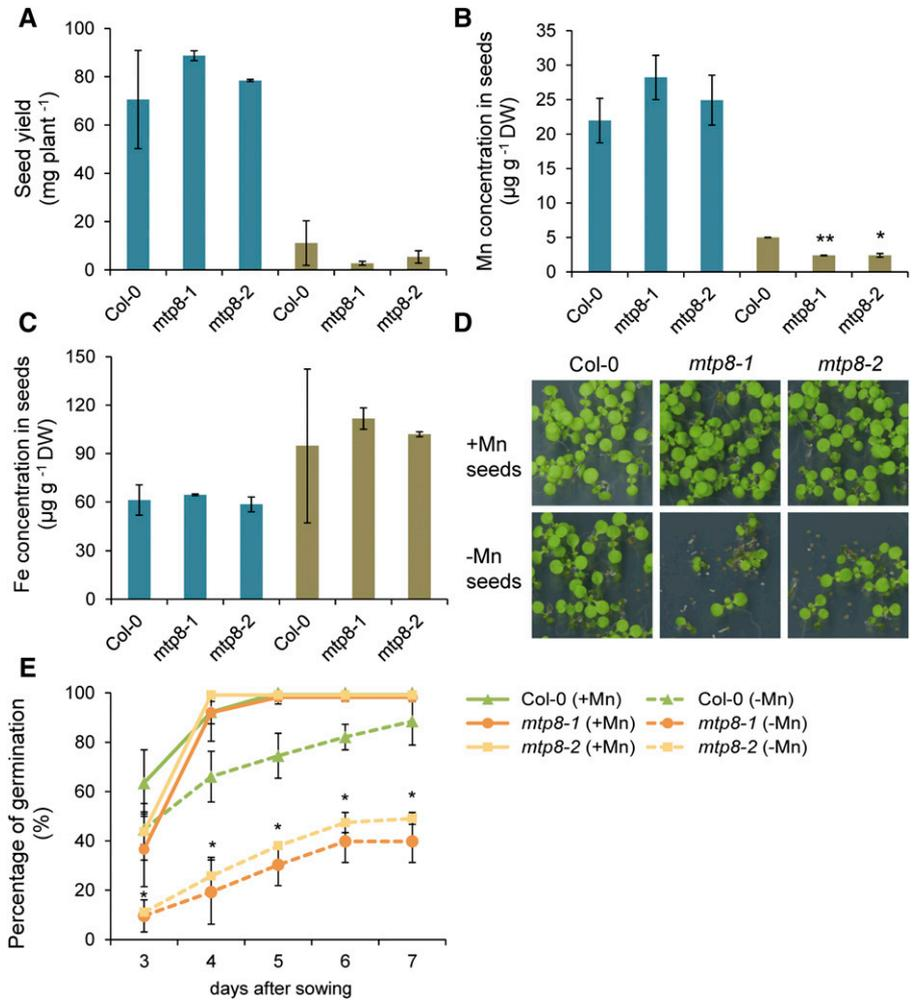 A
Seed yield
(mg plant -1)
100
80
60
40
20
0
Col-0
mtp8-1
mtp8-2
Col-0
mtp8-1
mtp8-2
B
Mn concentration in seeds
(µg g-1 DW)
35
30
25
20
15
10
5
0
**
*
Col-0
mtp8-1
mtp8-2
Col-0
mtp8-1
mtp8-2
C
Fe concentration in seeds
(µg g-1 DW)
150
120
90
60
30
0
Col-0
mtp8-1
mtp8-2
Col-0
mtp8-1
mtp8-2
D
Col-0 mtp8-1 mtp8-2
+Mn
seeds
-Mn
seeds
E
Percentage of germination
(%)
100
80
60
40
20
0
*
*
*
*
*
3 4 5 6 7
days after sowing
Col-0 (+Mn) Col-0 (-Mn)
mtp8-1 (+Mn) mtp8-1 (-Mn)
mtp8-2 (+Mn) mtp8-2 (-Mn)